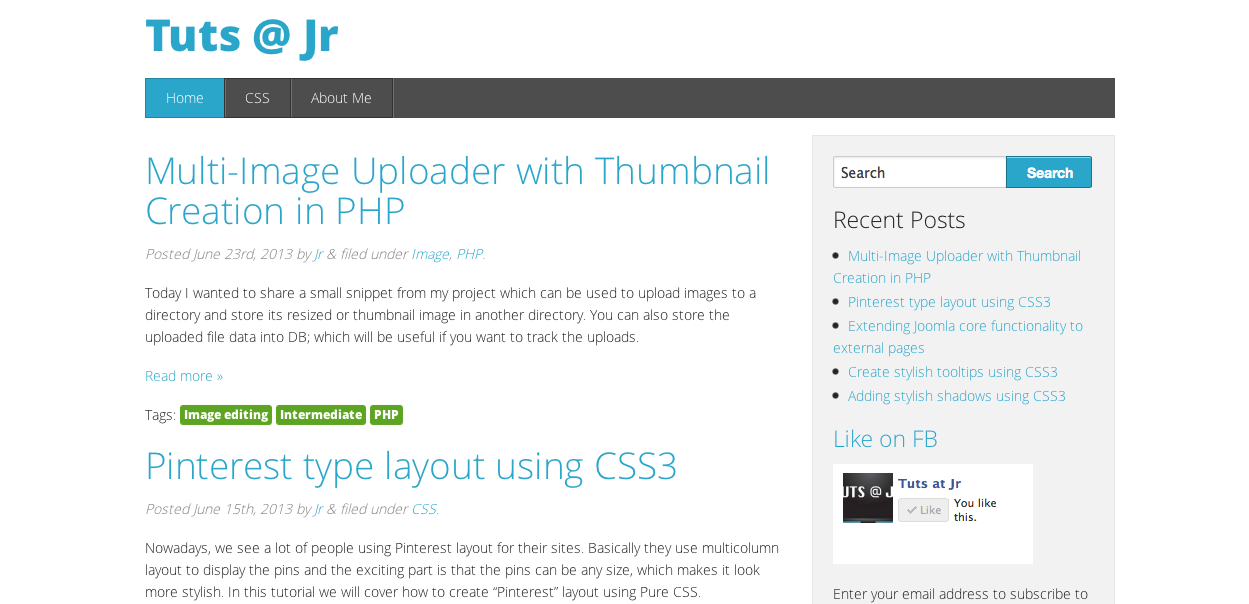 Tuts @ Jr
Home CSS About Me
Multi-Image Uploader with Thumbnail
Creation in PHP
Posted June 23rd, 2013 by Jr & filed under Image, PHP.
Today I wanted to share a small snippet from my project which can be used to upload images to a
directory and store its resized or thumbnail image in another directory. You can also store the
uploaded file data into DB; which will be useful if you want to track the uploads.
Read more »
Tags: Image editing Intermediate PHP
Pinterest type layout using CSS3
Posted June 15th, 2013 by Jr & filed under CSS.
Nowadays, we see a lot of people using Pinterest layout for their sites. Basically they use multicolumn
layout to display the pins and the exciting part is that the pins can be any size, which makes it look
more stylish. In this tutorial we will cover how to create “Pinterest” layout using Pure CSS.
Search Search
Recent Posts
Multi-Image Uploader with Thumbnail
Creation in PHP
Pinterest type layout using CSS3
Extending Joomla core functionality to
external pages
Create stylish tooltips using CSS3
Adding stylish shadows using CSS3
Like on FB
UTS @ J
Tuts at Jr
Like You like
this.
Enter your email address to subscribe to